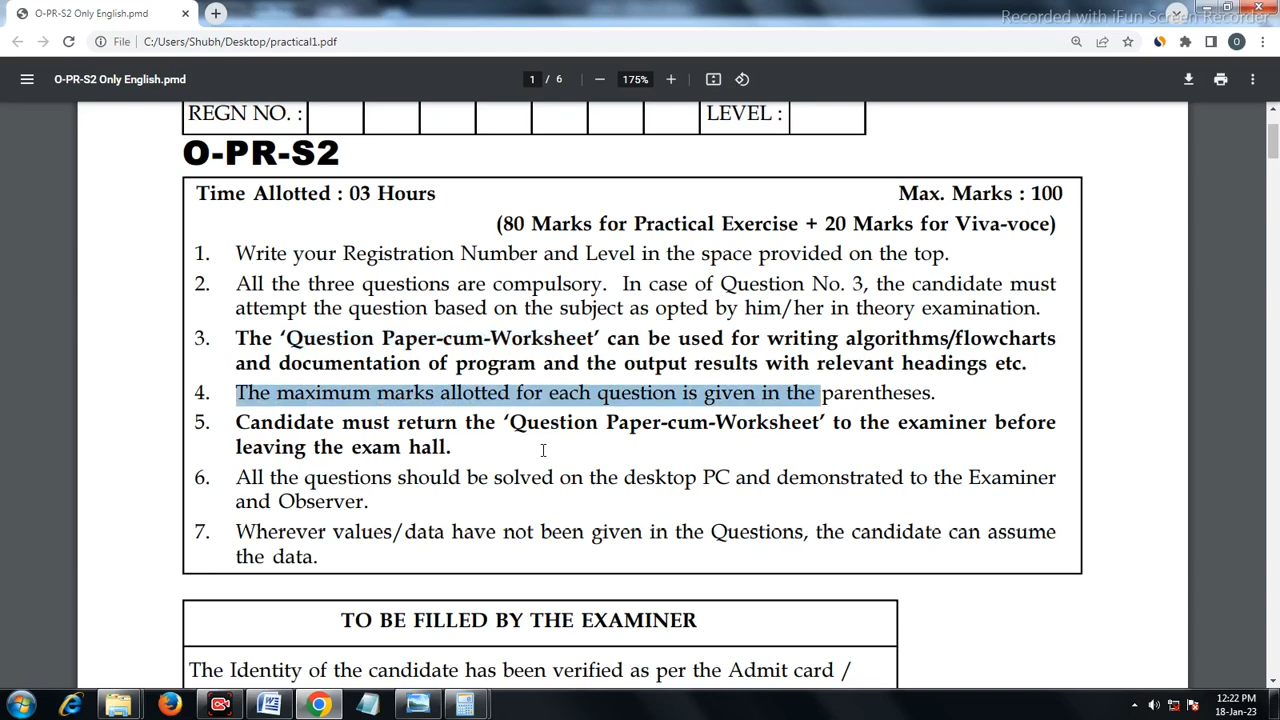 O-PR-S2 Only English.pmd
Recorded with iFun Screen Recorder
File C:/Users/Shubh/Desktop/practical1.pdf
O
O-PR-S2 Only English.pmd 1 / 6 175%
REGN NO. : LEVEL :
O-PR-S2
Time Allotted : 03 Hours Max. Marks : 100
(80 Marks for Practical Exercise + 20 Marks for Viva-voce)
1. Write your Registration Number and Level in the space provided on the top.
2. All the three questions are compulsory. In case of Question No. 3, the candidate must
attempt the question based on the subject as opted by him/her in theory examination.
3. The ‘Question Paper-cum-Worksheet’ can be used for writing algorithms/flowcharts
and documentation of program and the output results with relevant headings etc.
4. The maximum marks allotted for each question is given in the parentheses.
5. Candidate must return the ‘Question Paper-cum-Worksheet’ to the examiner before
leaving the exam hall.
6. All the questions should be solved on the desktop PC and demonstrated to the Examiner
and Observer.
7. Wherever values/data have not been given in the Questions, the candidate can assume
the data.
TO BE FILLED BY THE EXAMINER
The Identity of the candidate has been verified as per the Admit card /
12:22 PM
18-Jan-23